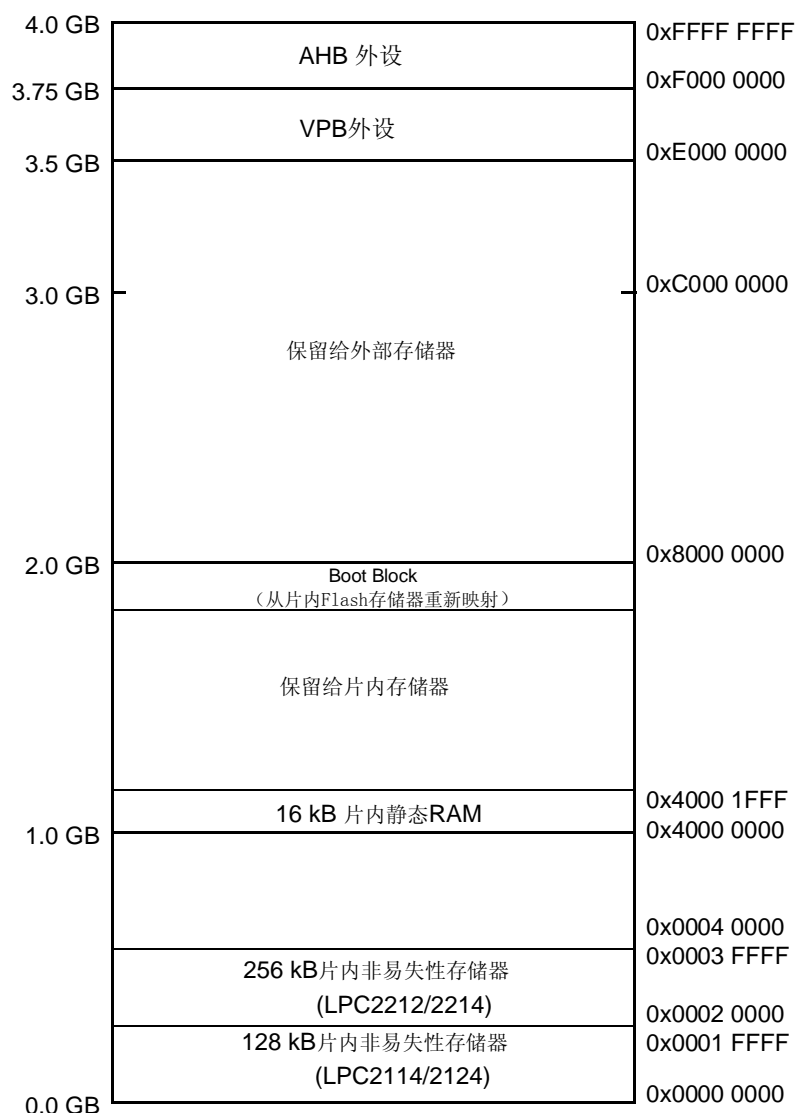 4.0 GB
0xFFFF FFFF
AHB 外设
3.75 GB
0xF000 0000
VPB外设
3.5 GB
0xE000 0000
3.0 GB
0xC000 0000
保留给外部存储器
2.0 GB
0x8000 0000
Boot Block
（从片内Flash存储器重新映射）
保留给片内存储器
0x4000 1FFF
16 kB 片内静态RAM
1.0 GB
0x4000 0000
0x0004 0000
0x0003 FFFF
256 kB片内非易失性存储器
(LPC2212/2214)
0x0002 0000
128 kB片内非易失性存储器
0x0001 FFFF
(LPC2114/2124)
0.0 GB
0x0000 0000